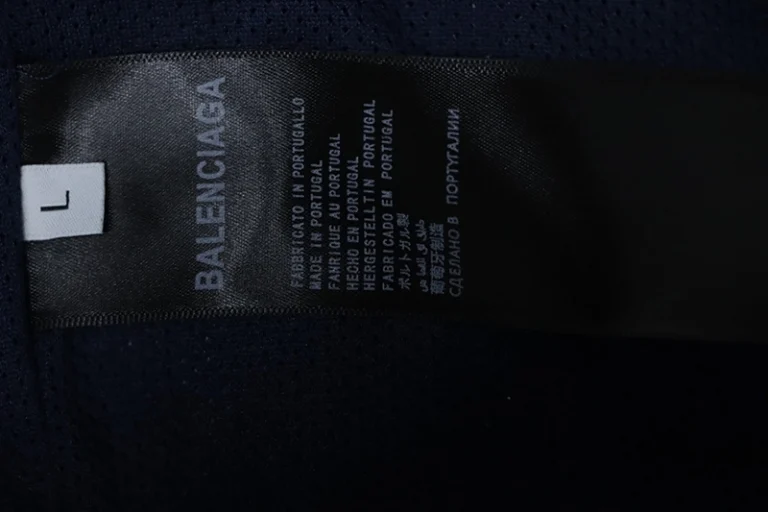 BALENCIAGA
FABBRICATO IN PORTUGALLO
MADE IN PORTUGAL
FANRIQUE AU PORTUGAL
HECHO EN PORTUGAL
HERGESTELLTIN PORTUGAL
FABRICADO EM PORTUGAL
ポルトガル製
葡萄牙制造
СДЕЛАНО В ПОРТУГАЛИИ
L